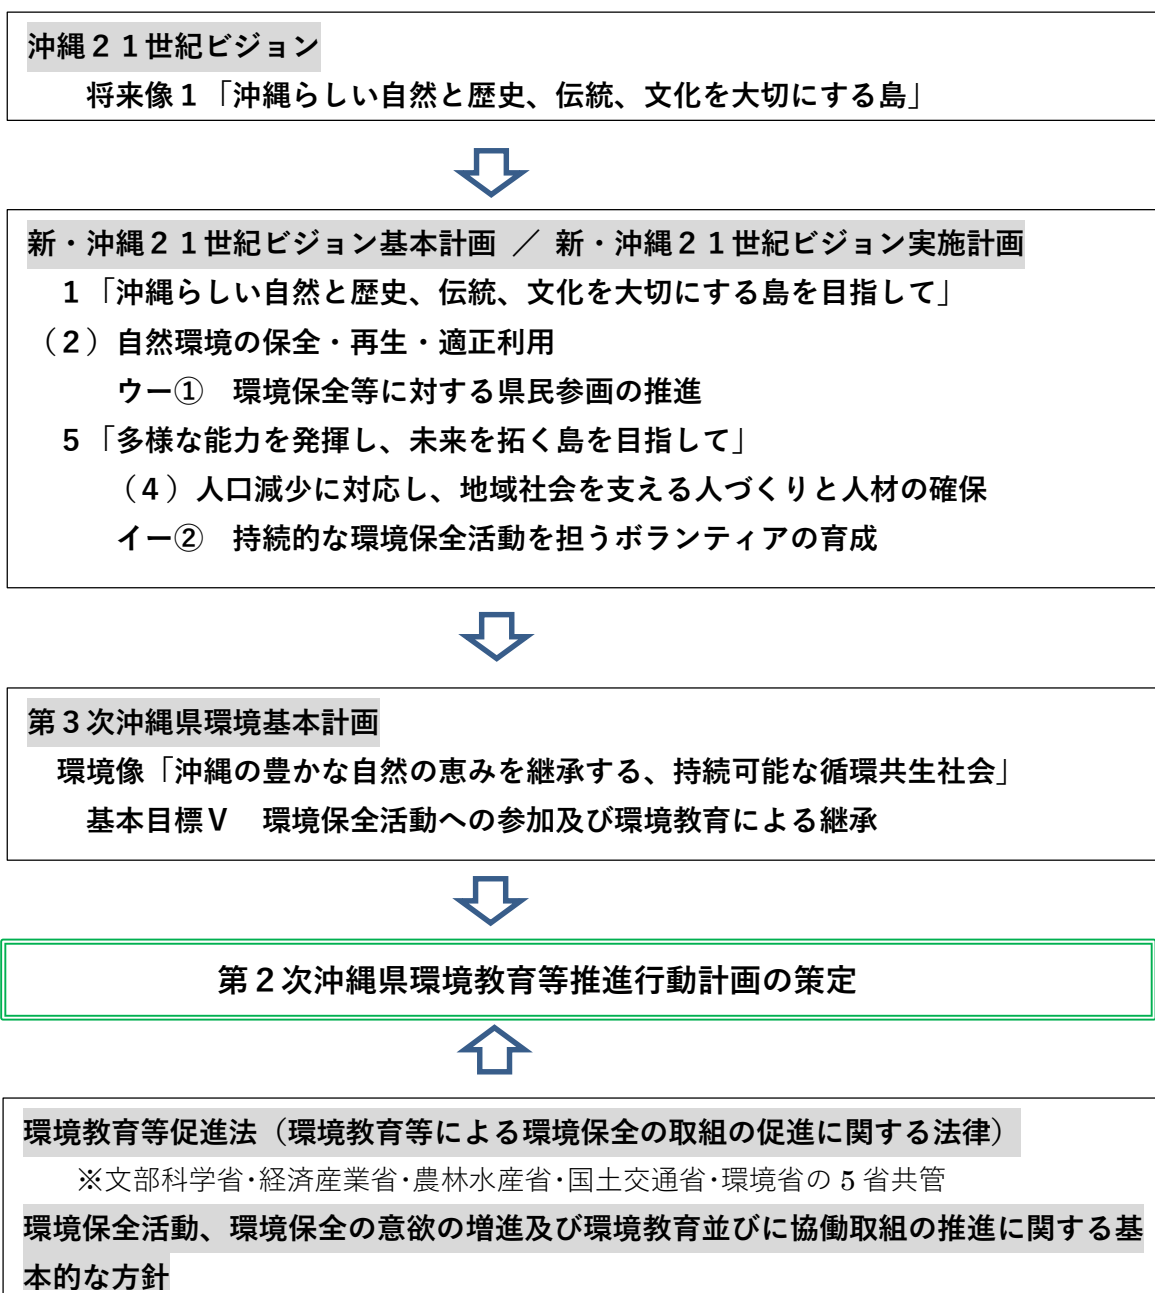 沖縄２１世紀ビジョン
将来像１「沖縄らしい自然と歴史、伝統、文化を大切にする島」
新・沖縄２１世紀ビジョン基本計画 ／ 新・沖縄２１世紀ビジョン実施計画
１「沖縄らしい自然と歴史、伝統、文化を大切にする島を目指して」
（２）自然環境の保全・再生・適正利用
ウー① 環境保全等に対する県民参画の推進
５「多様な能力を発揮し、未来を拓く島を目指して」
（４）人口減少に対応し、地域社会を支える人づくりと人材の確保
イー② 持続的な環境保全活動を担うボランティアの育成
第３次沖縄県環境基本計画
環境像「沖縄の豊かな自然の恵みを継承する、持続可能な循環共生社会」
基本目標Ⅴ 環境保全活動への参加及び環境教育による継承
第２次沖縄県環境教育等推進行動計画の策定
環境教育等促進法（環境教育等による環境保全の取組の促進に関する法律）
※文部科学省･経済産業省･農林水産省･国土交通省･環境省の 5 省共管
環境保全活動、環境保全の意欲の増進及び環境教育並びに協働取組の推進に関する基
本的な方針